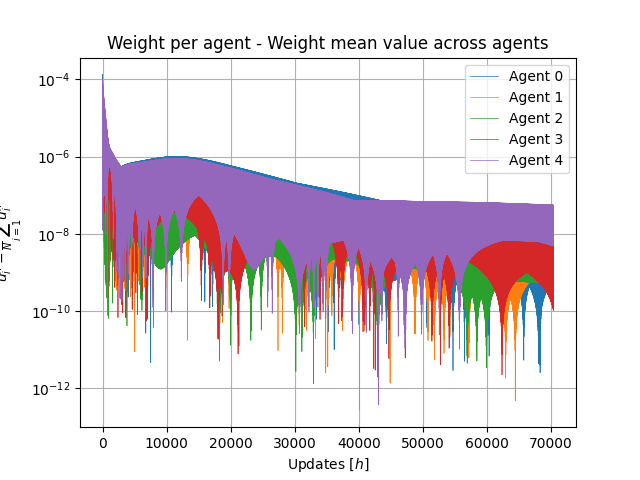 Weight per agent - Weight mean value across agents
10⁻⁴
10⁻⁶
10⁻⁸
10⁻¹⁰
10⁻¹²
Agent 0
Agent 1
Agent 2
Agent 3
Agent 4
0 10000 20000 30000 40000 50000 60000 70000
Updates [h]